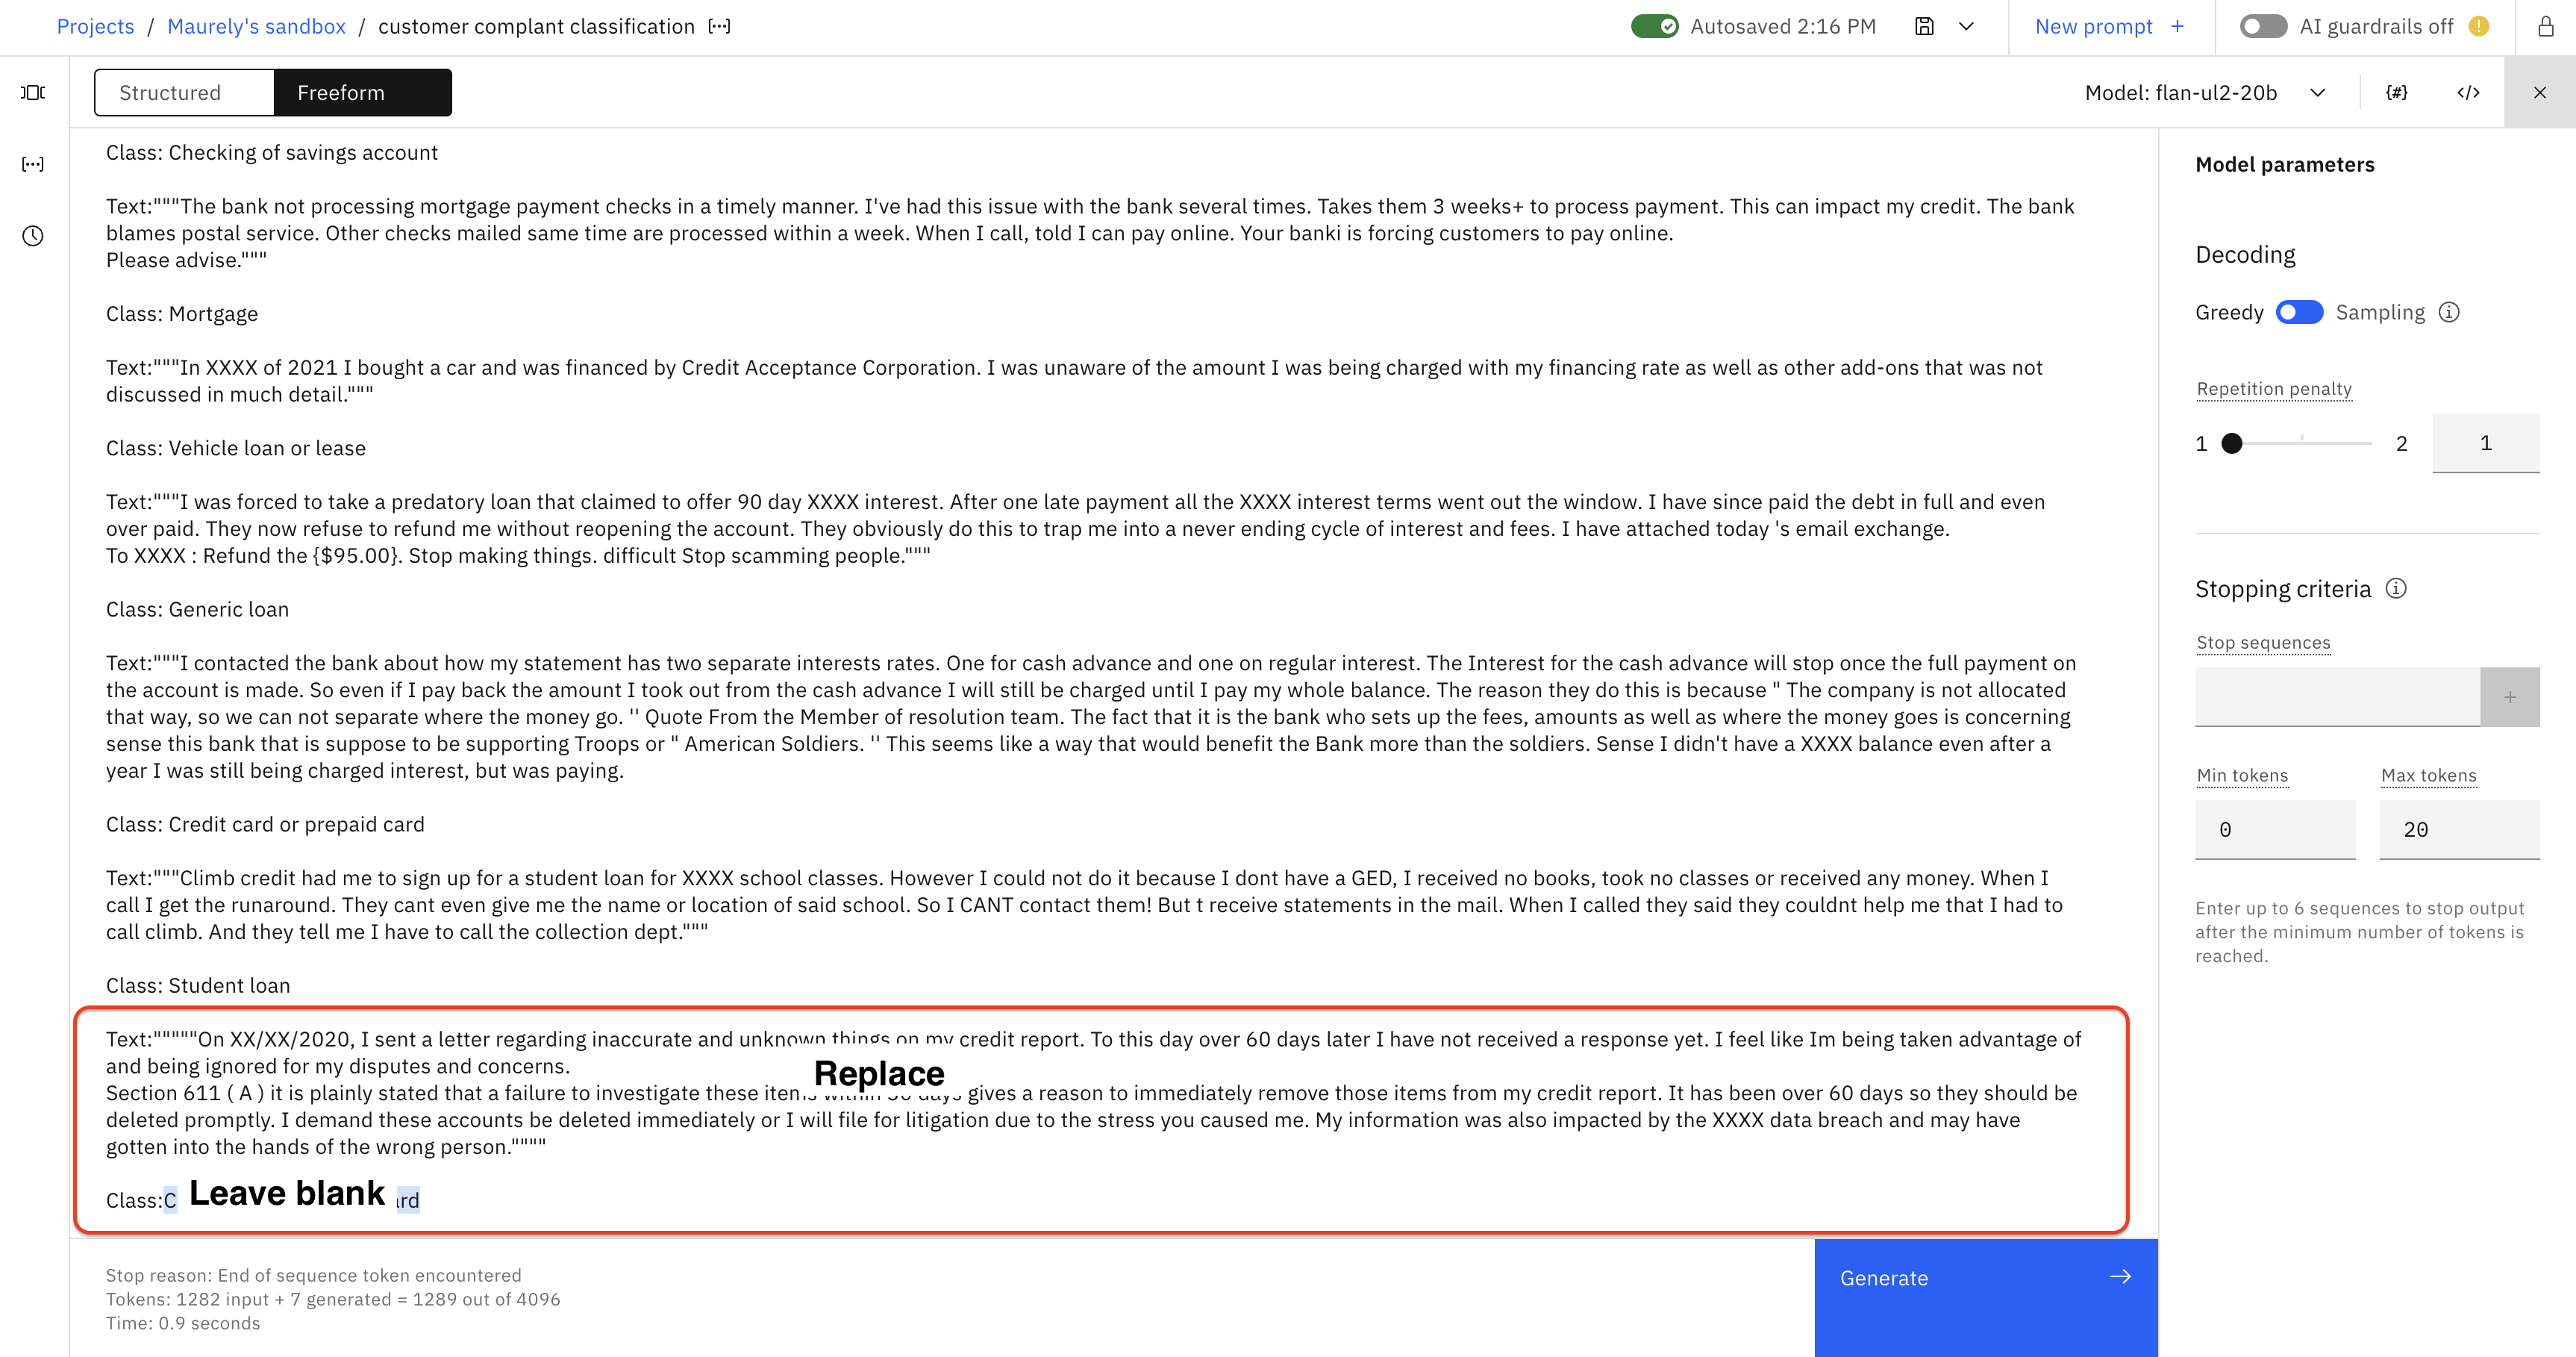 Projects / Maurely's sandbox / customer complant classification [···]
Autosaved 2:16 PM
New prompt +
AI guardrails off
Structured
Freeform
Model: flan-ul2-20b
{#}
</>
Class: Checking of savings account
Text:"""The bank not processing mortgage payment checks in a timely manner. I've had this issue with the bank several times. Takes them 3 weeks+ to process payment. This can impact my credit. The bank
blames postal service. Other checks mailed same time are processed within a week. When I call, told I can pay online. Your banki is forcing customers to pay online.
Please advise."""
Class: Mortgage
Text:"""In XXXX of 2021 I bought a car and was financed by Credit Acceptance Corporation. I was unaware of the amount I was being charged with my financing rate as well as other add-ons that was not
discussed in much detail."""
Class: Vehicle loan or lease
Text:"""I was forced to take a predatory loan that claimed to offer 90 day XXXX interest. After one late payment all the XXXX interest terms went out the window. I have since paid the debt in full and even
over paid. They now refuse to refund me without reopening the account. They obviously do this to trap me into a never ending cycle of interest and fees. I have attached today 's email exchange.
To XXXX : Refund the {$95.00}. Stop making things. difficult Stop scamming people."""
Class: Generic loan
Text:"""I contacted the bank about how my statement has two separate interests rates. One for cash advance and one on regular interest. The Interest for the cash advance will stop once the full payment on
the account is made. So even if I pay back the amount I took out from the cash advance I will still be charged until I pay my whole balance. The reason they do this is because " The company is not allocated
that way, so we can not separate where the money go. '' Quote From the Member of resolution team. The fact that it is the bank who sets up the fees, amounts as well as where the money goes is concerning
sense this bank that is suppose to be supporting Troops or " American Soldiers. '' This seems like a way that would benefit the Bank more than the soldiers. Sense I didn't have a XXXX balance even after a
year I was still being charged interest, but was paying.
Class: Credit card or prepaid card
Text:"""Climb credit had me to sign up for a student loan for XXXX school classes. However I could not do it because I dont have a GED, I received no books, took no classes or received any money. When I
call I get the runaround. They cant even give me the name or location of said school. So I CANT contact them! But t receive statements in the mail. When I called they said they couldnt help me that I had to
call climb. And they tell me I have to call the collection dept."""
Class: Student loan
Text:"""""On XX/XX/2020, I sent a letter regarding inaccurate and unknown things on my credit report. To this day over 60 days later I have not received a response yet. I feel like Im being taken advantage of
and being ignored for my disputes and concerns.
Replace
Section 611 ( A ) it is plainly stated that a failure to investigate these items within 30 days gives a reason to immediately remove those items from my credit report. It has been over 60 days so they should be
deleted promptly. I demand these accounts be deleted immediately or I will file for litigation due to the stress you caused me. My information was also impacted by the XXXX data breach and may have
gotten into the hands of the wrong person.""""
Class:C Leave blank rd
Stop reason: End of sequence token encountered
Tokens: 1282 input + 7 generated = 1289 out of 4096
Time: 0.9 seconds
Generate
Model parameters
Decoding
Greedy
Sampling
Repetition penalty
1
2
1
Stopping criteria
Stop sequences
+
Min tokens
Max tokens
0
20
Enter up to 6 sequences to stop output
after the minimum number of tokens is
reached.